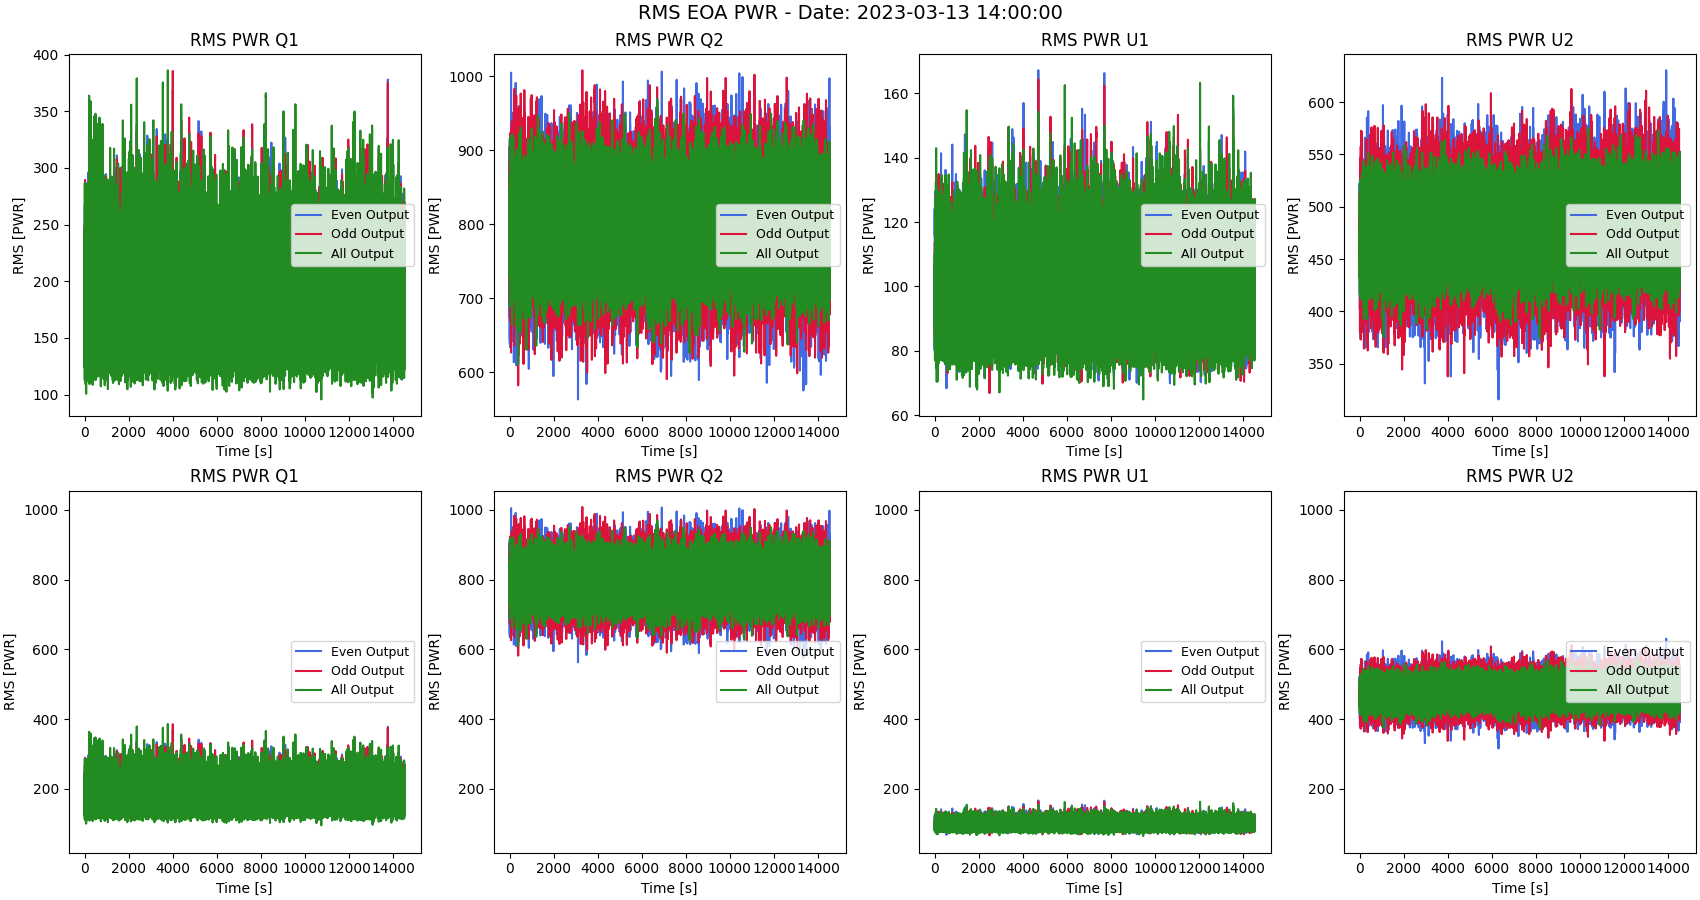 RMS EOA PWR - Date: 2023-03-13 14:00:00
RMS PWR Q1
RMS [PWR]
400
350
300
250
200
150
100
0 2000 4000 6000 8000 10000 12000 14000
Time [s]
Even Output
Odd Output
All Output
RMS PWR Q2
RMS [PWR]
1000
900
800
700
600
0 2000 4000 6000 8000 10000 12000 14000
Time [s]
Even Output
Odd Output
All Output
RMS PWR U1
RMS [PWR]
160
140
120
100
80
60
0 2000 4000 6000 8000 10000 12000 14000
Time [s]
Even Output
Odd Output
All Output
RMS PWR U2
RMS [PWR]
600
550
500
450
400
350
0 2000 4000 6000 8000 10000 12000 14000
Time [s]
Even Output
Odd Output
All Output
RMS PWR Q1
RMS [PWR]
1000
800
600
400
200
0 2000 4000 6000 8000 10000 12000 14000
Time [s]
Even Output
Odd Output
All Output
RMS PWR Q2
RMS [PWR]
1000
800
600
400
200
0 2000 4000 6000 8000 10000 12000 14000
Time [s]
Even Output
Odd Output
All Output
RMS PWR U1
RMS [PWR]
1000
800
600
400
200
0 2000 4000 6000 8000 10000 12000 14000
Time [s]
Even Output
Odd Output
All Output
RMS PWR U2
RMS [PWR]
1000
800
600
400
200
0 2000 4000 6000 8000 10000 12000 14000
Time [s]
Even Output
Odd Output
All Output